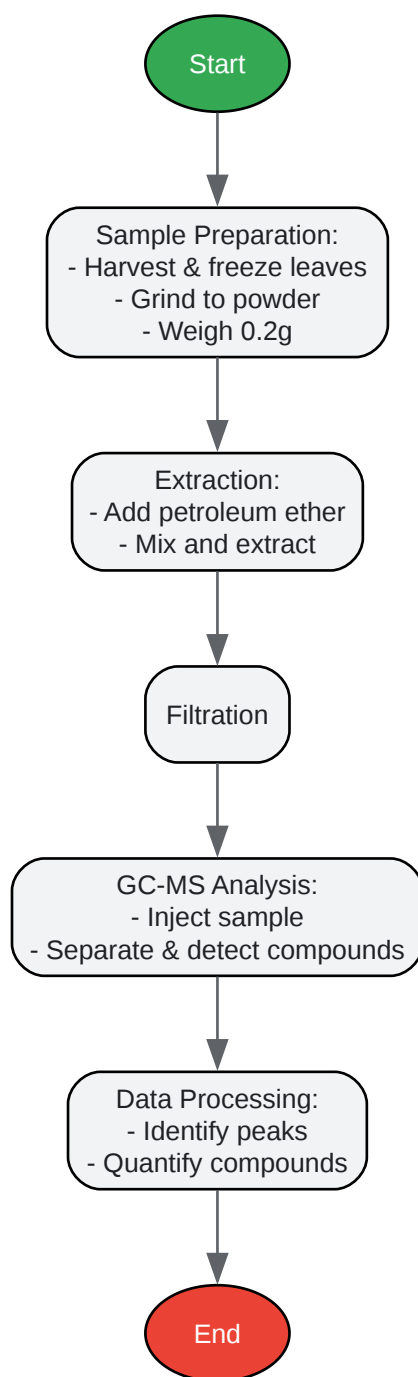 Start
Sample Preparation:
- Harvest & freeze leaves
- Grind to powder
- Weigh 0.2g
Extraction:
- Add petroleum ether
- Mix and extract
Filtration
GC-MS Analysis:
- Inject sample
- Separate & detect compounds
Data Processing:
- Identify peaks
- Quantify compounds
End